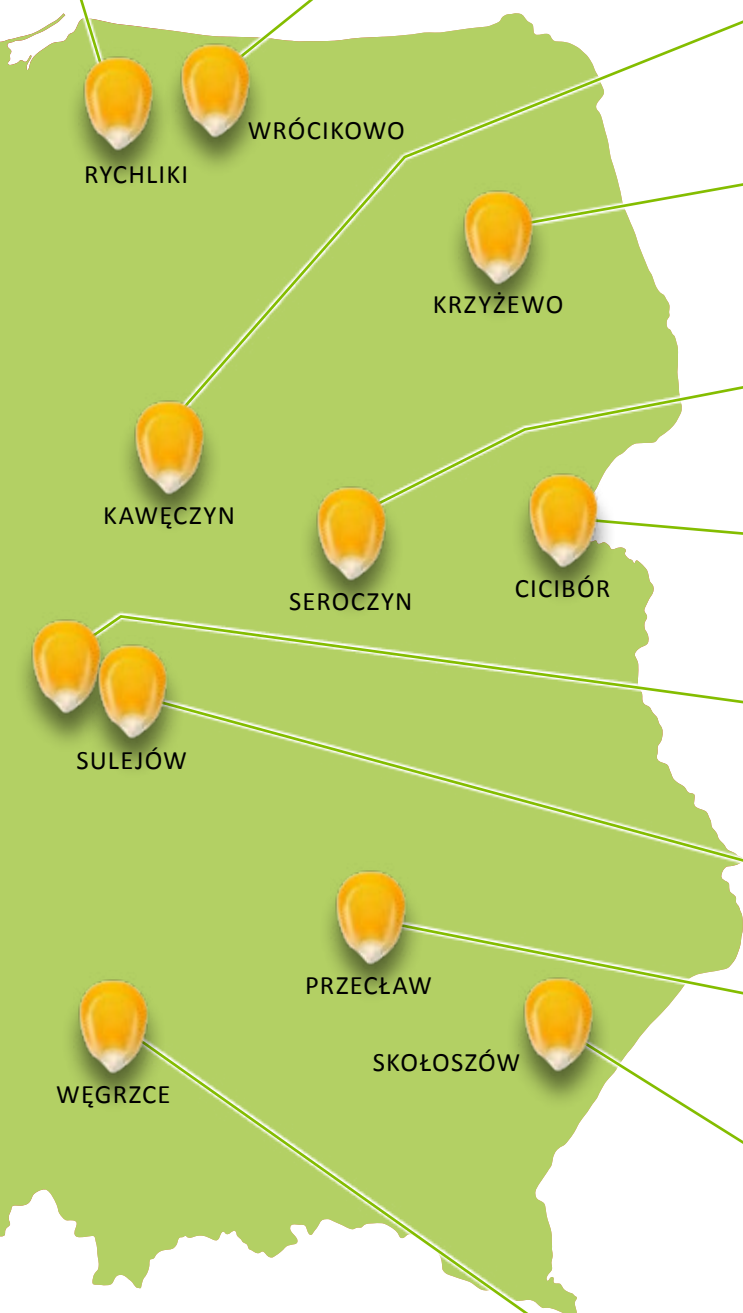 WRÓCIKOWO
RYCHLIKI
KRZYŻEWO
KAWĘCZYN
SEROCZYN
CICIBÓR
SULEJÓW
PRZECŁAW
SKOŁOSZÓW
WĘGRZCE